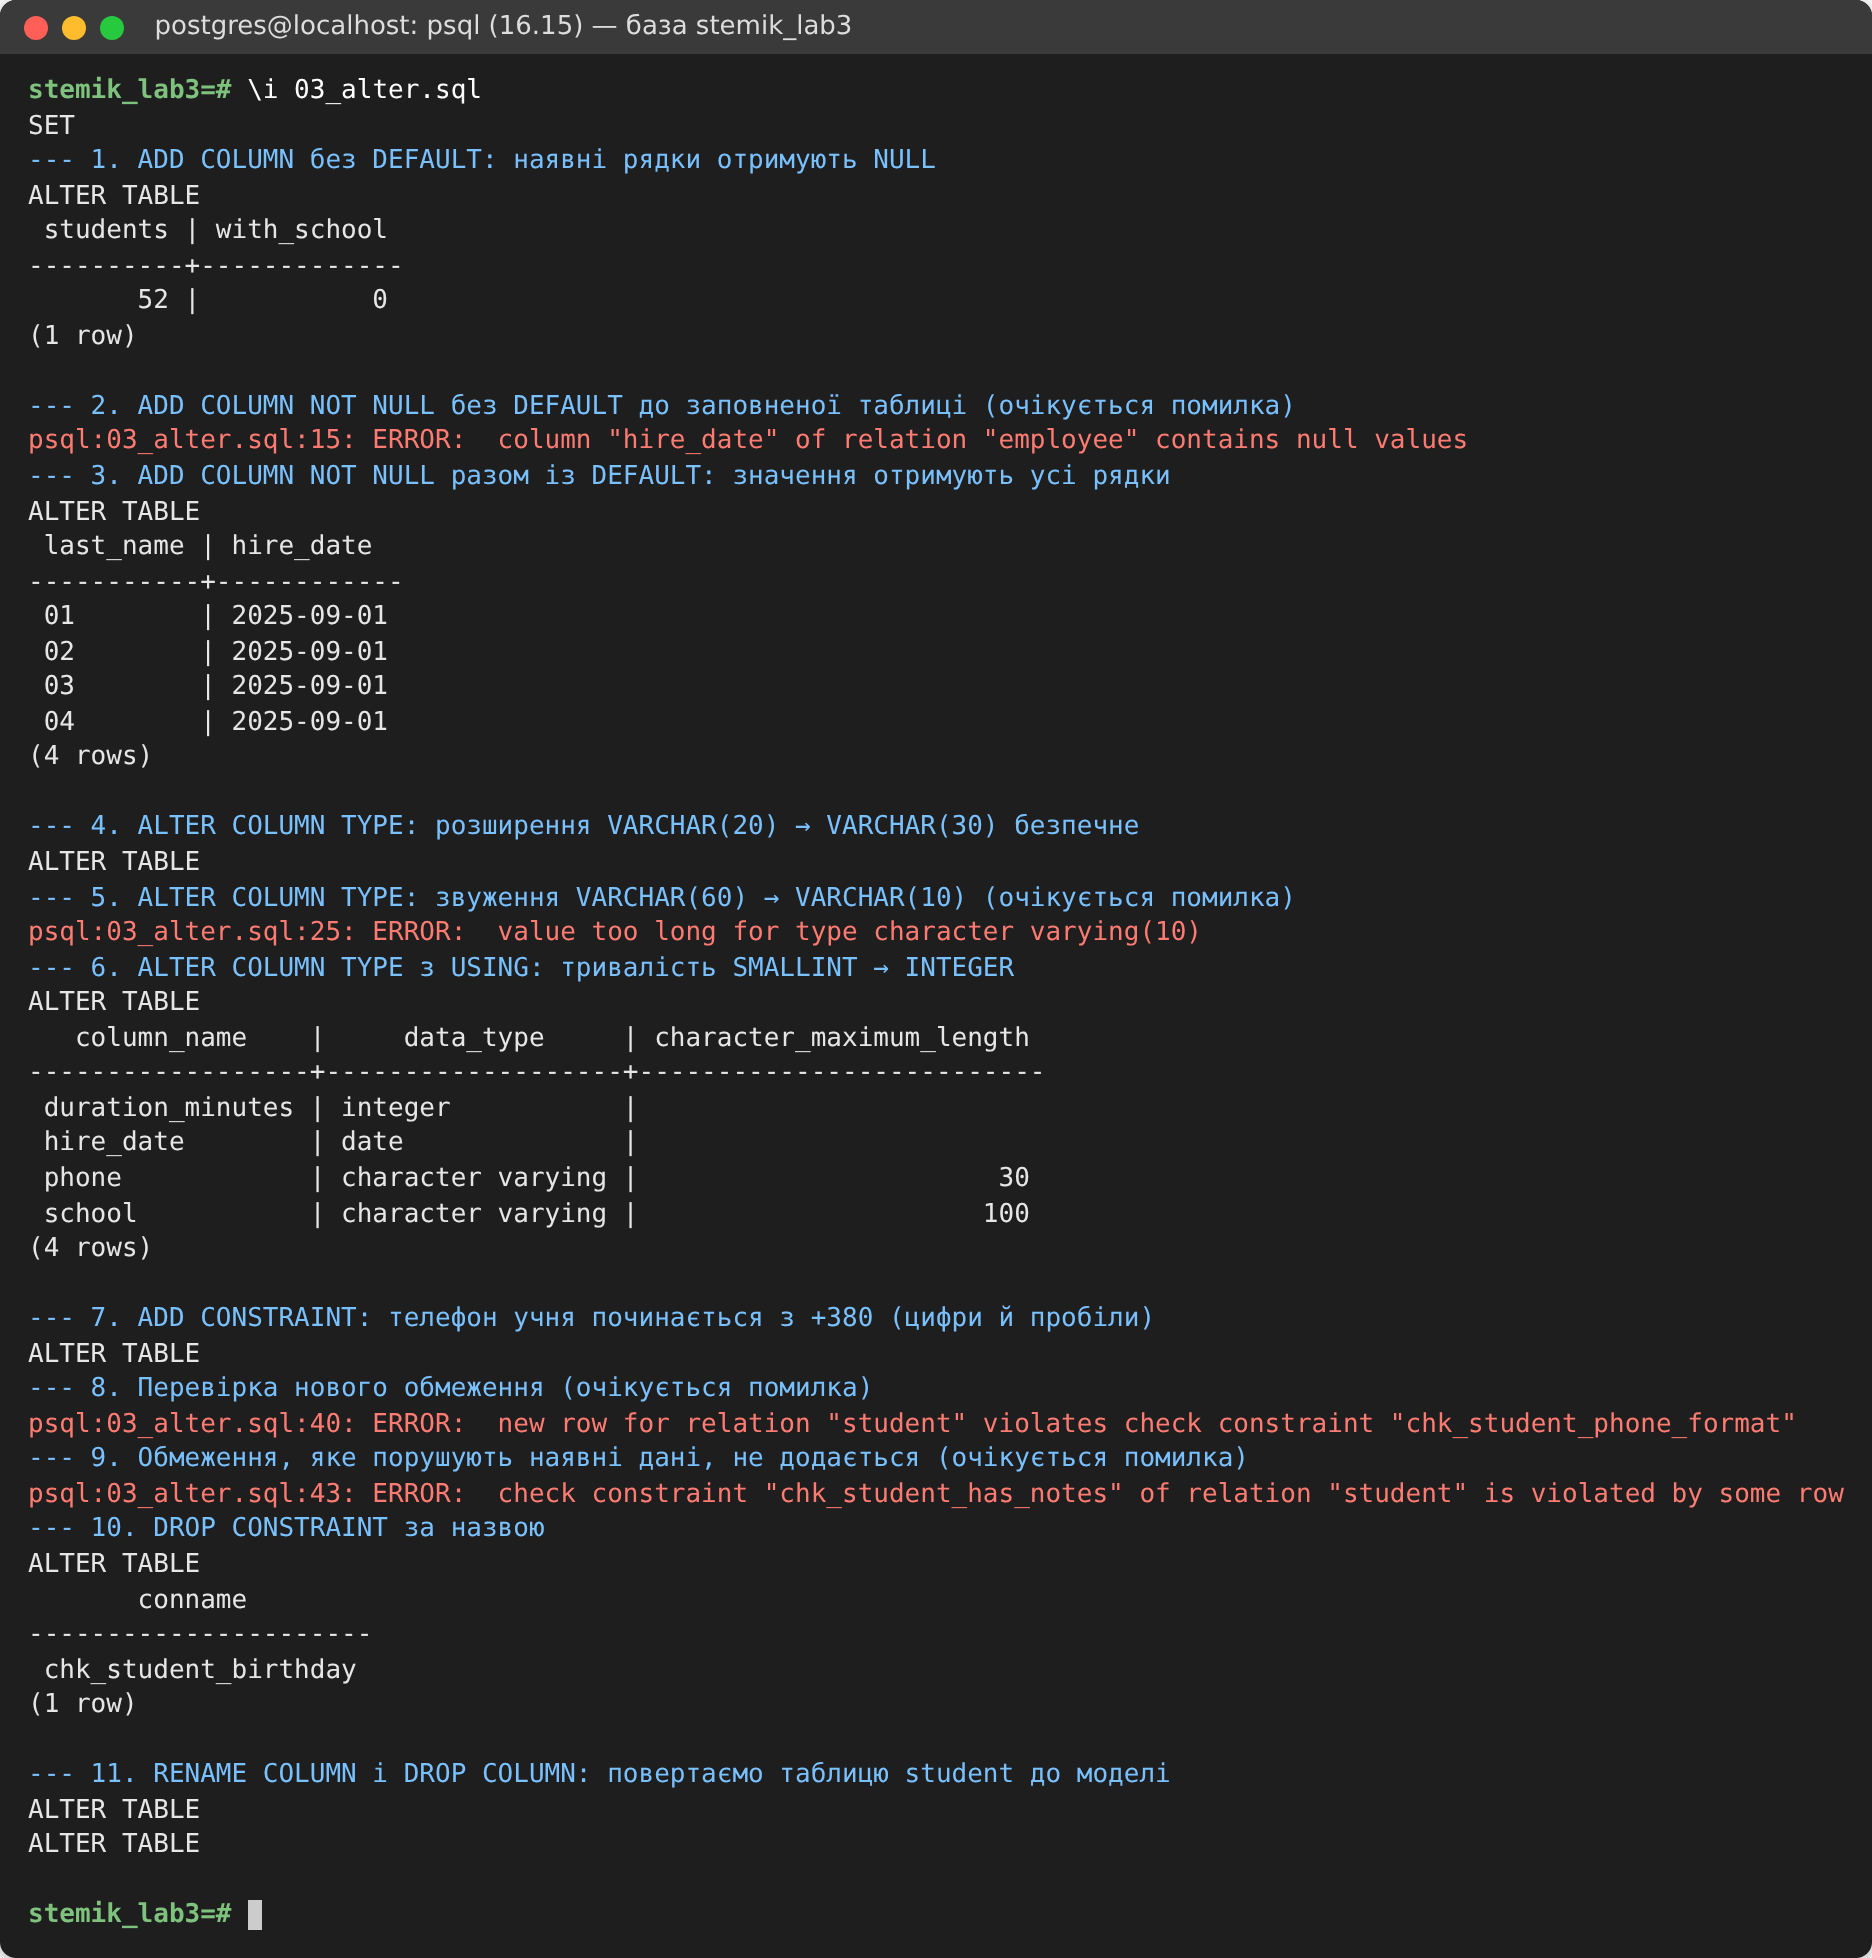 postgres@localhost: psql (16.15) — база stemik_lab3
stemik_lab3=# \i 03_alter.sql
SET
--- 1. ADD COLUMN без DEFAULT: наявні рядки отримують NULL
ALTER TABLE
 students | with_school
----------+-------------
       52 |           0
(1 row)

--- 2. ADD COLUMN NOT NULL без DEFAULT до заповненої таблиці (очікується помилка)
psql:03_alter.sql:15: ERROR:  column "hire_date" of relation "employee" contains null values
--- 3. ADD COLUMN NOT NULL разом із DEFAULT: значення отримують усі рядки
ALTER TABLE
 last_name | hire_date
-----------+------------
 01        | 2025-09-01
 02        | 2025-09-01
 03        | 2025-09-01
 04        | 2025-09-01
(4 rows)

--- 4. ALTER COLUMN TYPE: розширення VARCHAR(20) → VARCHAR(30) безпечне
ALTER TABLE
--- 5. ALTER COLUMN TYPE: звуження VARCHAR(60) → VARCHAR(10) (очікується помилка)
psql:03_alter.sql:25: ERROR:  value too long for type character varying(10)
--- 6. ALTER COLUMN TYPE з USING: тривалість SMALLINT → INTEGER
ALTER TABLE
   column_name    |     data_type     | character_maximum_length
------------------+-------------------+--------------------------
 duration_minutes | integer           |
 hire_date        | date              |
 phone            | character varying |                       30
 school           | character varying |                      100
(4 rows)

--- 7. ADD CONSTRAINT: телефон учня починається з +380 (цифри й пробіли)
ALTER TABLE
--- 8. Перевірка нового обмеження (очікується помилка)
psql:03_alter.sql:40: ERROR:  new row for relation "student" violates check constraint "chk_student_phone_format"
--- 9. Обмеження, яке порушують наявні дані, не додається (очікується помилка)
psql:03_alter.sql:43: ERROR:  check constraint "chk_student_has_notes" of relation "student" is violated by some row
--- 10. DROP CONSTRAINT за назвою
ALTER TABLE
       conname
----------------------
 chk_student_birthday
(1 row)

--- 11. RENAME COLUMN і DROP COLUMN: повертаємо таблицю student до моделі
ALTER TABLE
ALTER TABLE

stemik_lab3=#